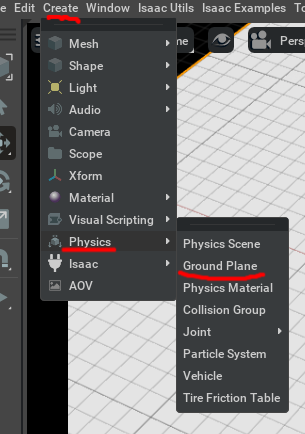 e Edit Create Window Isaac Utils Isaac Examples To
me
Pers
Mesh
Shape
Light
Audio
Camera
Scope
Xform
Material
Visual Scripting
Physics
Isaac
AOV
Physics Scene
Ground Plane
Physics Material
Collision Group
Joint
Particle System
Vehicle
Tire Friction Table